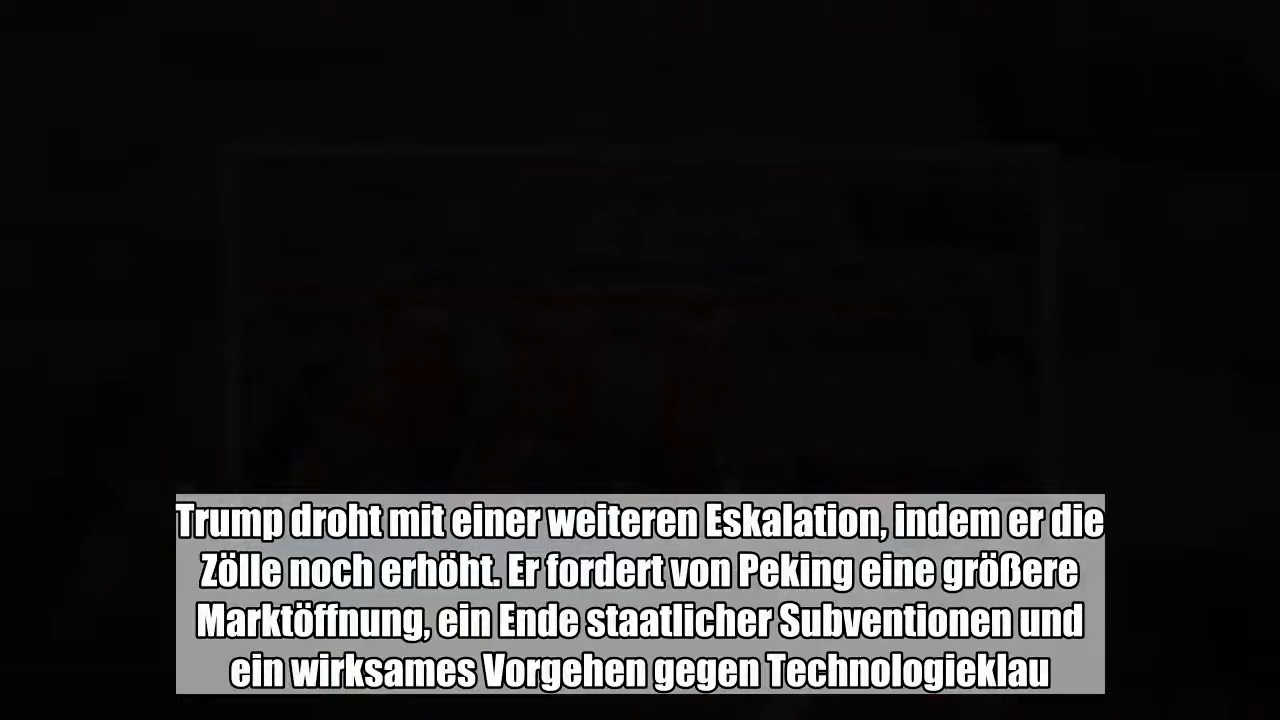 Trump droht mit einer weiteren Eskalation, indem er die
Zölle noch erhöht. Er fordert von Peking eine größere
Marktöffnung, ein Ende staatlicher Subventionen und
ein wirksames Vorgehen gegen Technologieklau